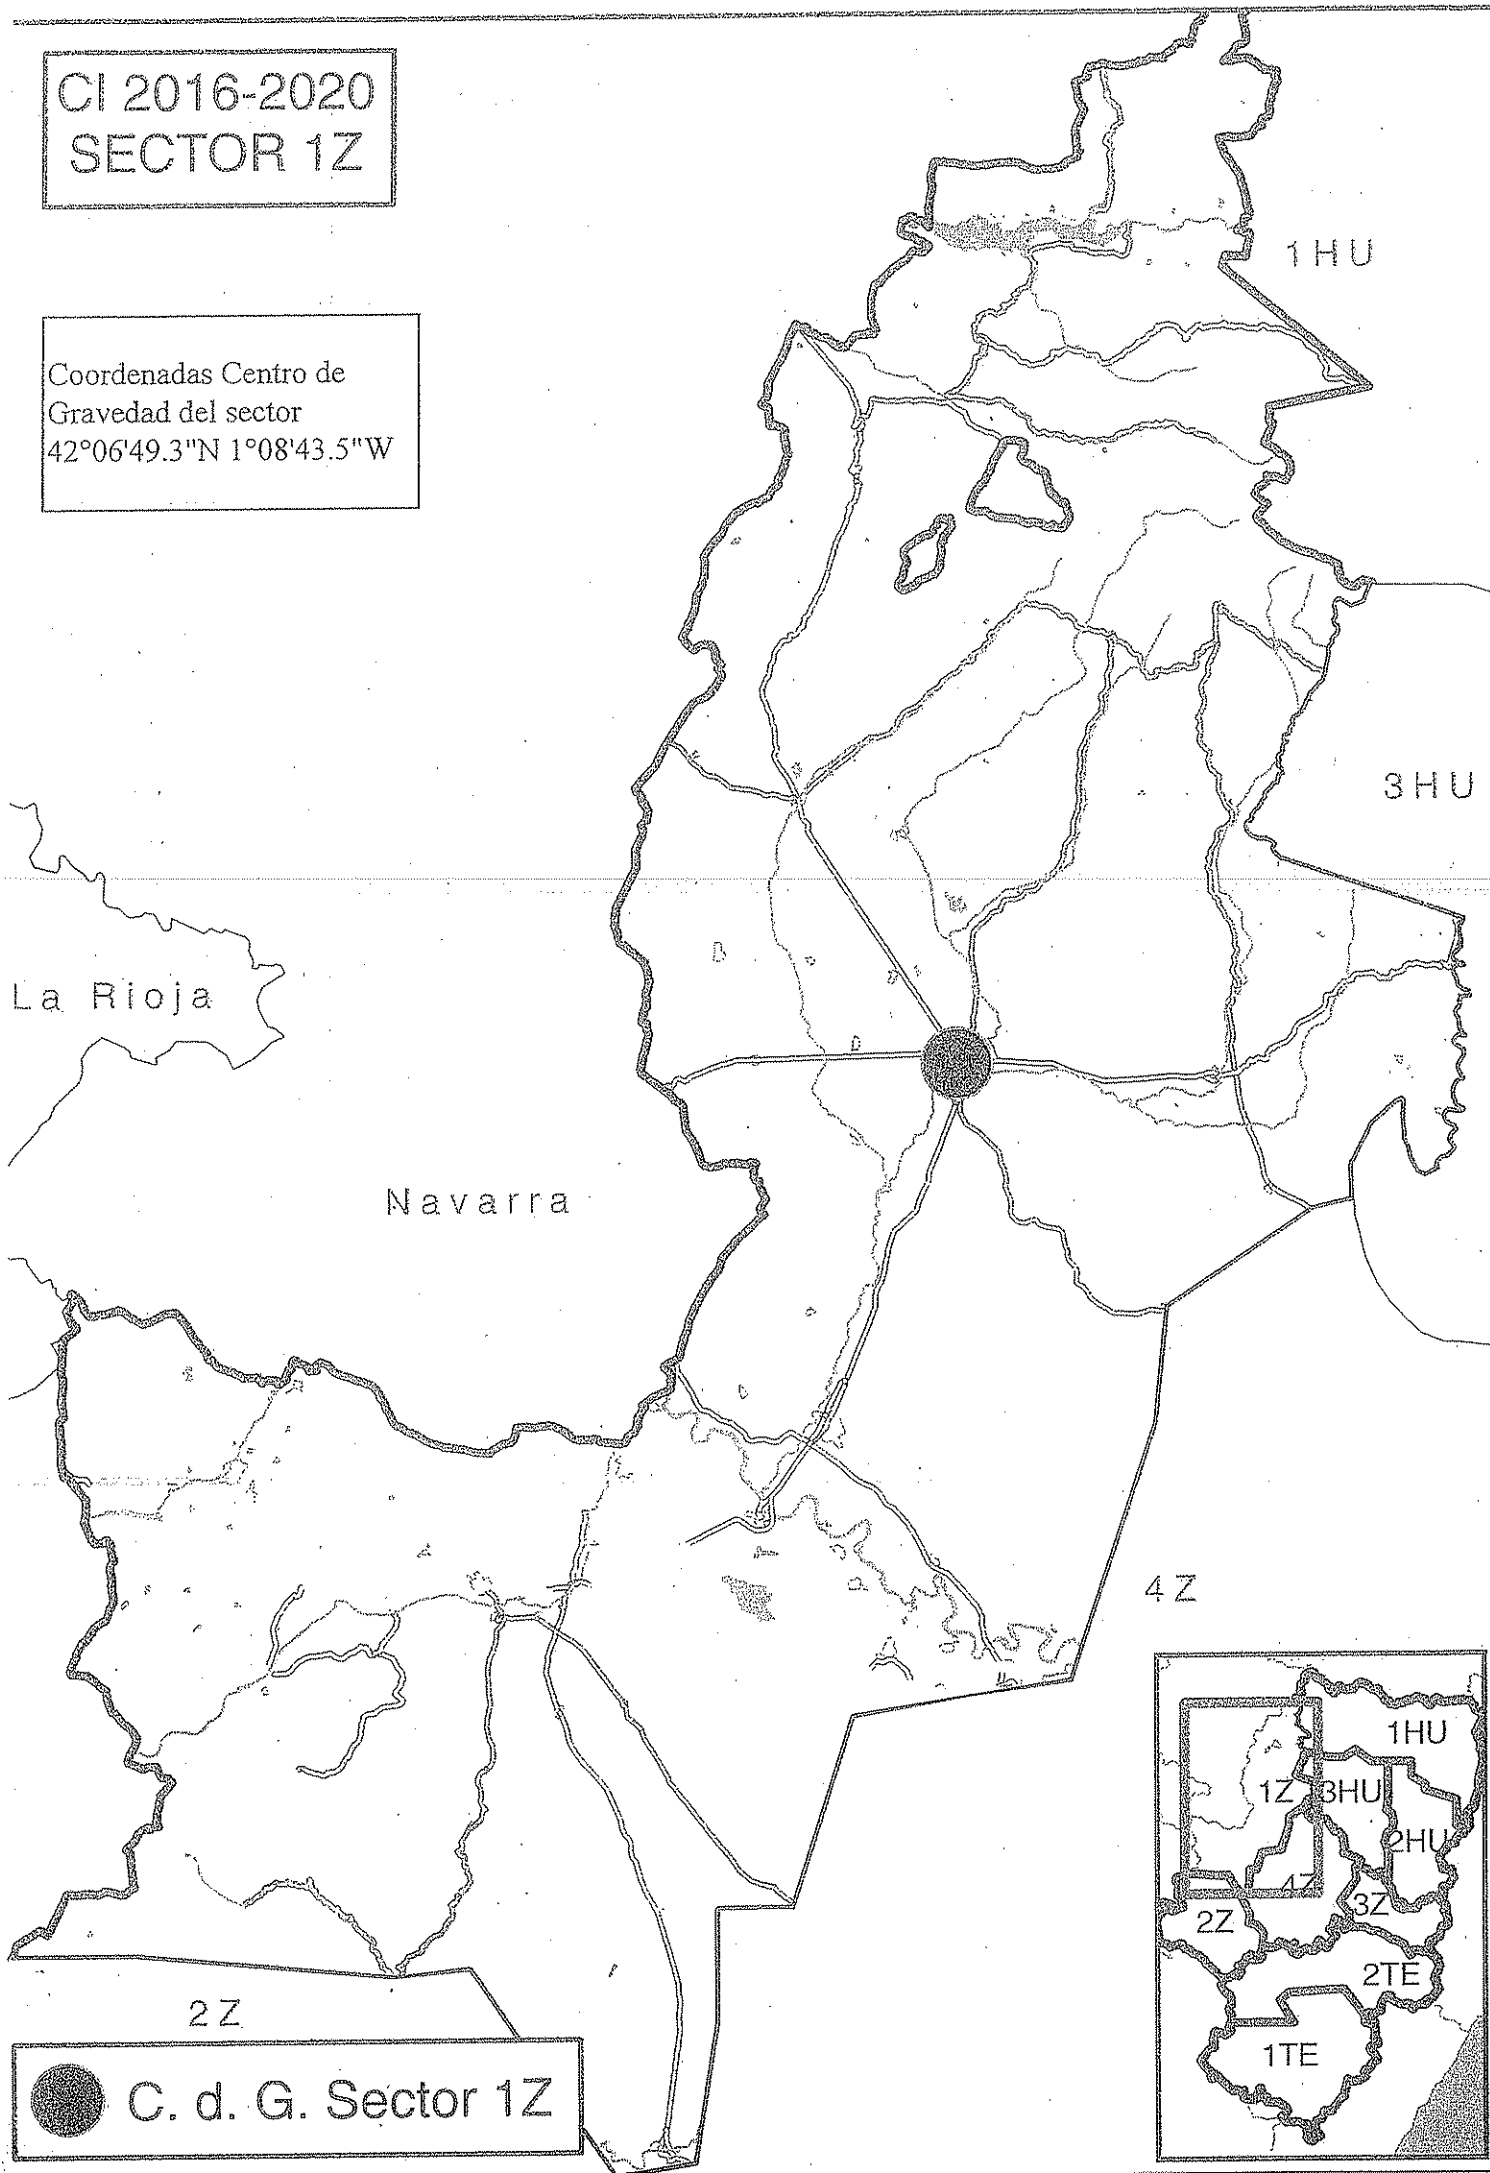 CI 2016-2020
SECTOR 1Z
1HU
Coordenadas Centro de
Gravedad del sector
42°06'49.3"N 1°08'43.5"W
3HU
La Rioja
Navarra
4Z
1HU
1Z
3HU
2HU
4Z
3Z
2Z
2TE
1TE
2Z
C. d. G. Sector 1Z